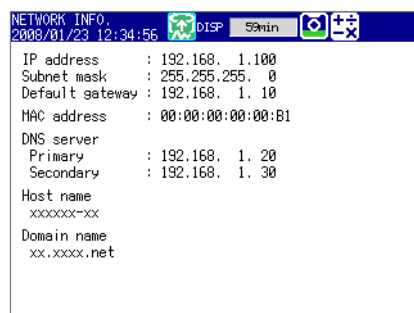 NETWORK INFO.
2008/01/23 12:34:56 DISP 59min
IP address : 192.168. 1.100
Subnet mask : 255.255.255. 0
Default gateway : 192.168. 1. 10
MAC address : 00:00:00:00:00:B1
DNS server
Primary : 192.168. 1. 20
Secondary : 192.168. 1. 30
Host name
xxxxxx-xx
Domain name
xx.xxxx.net